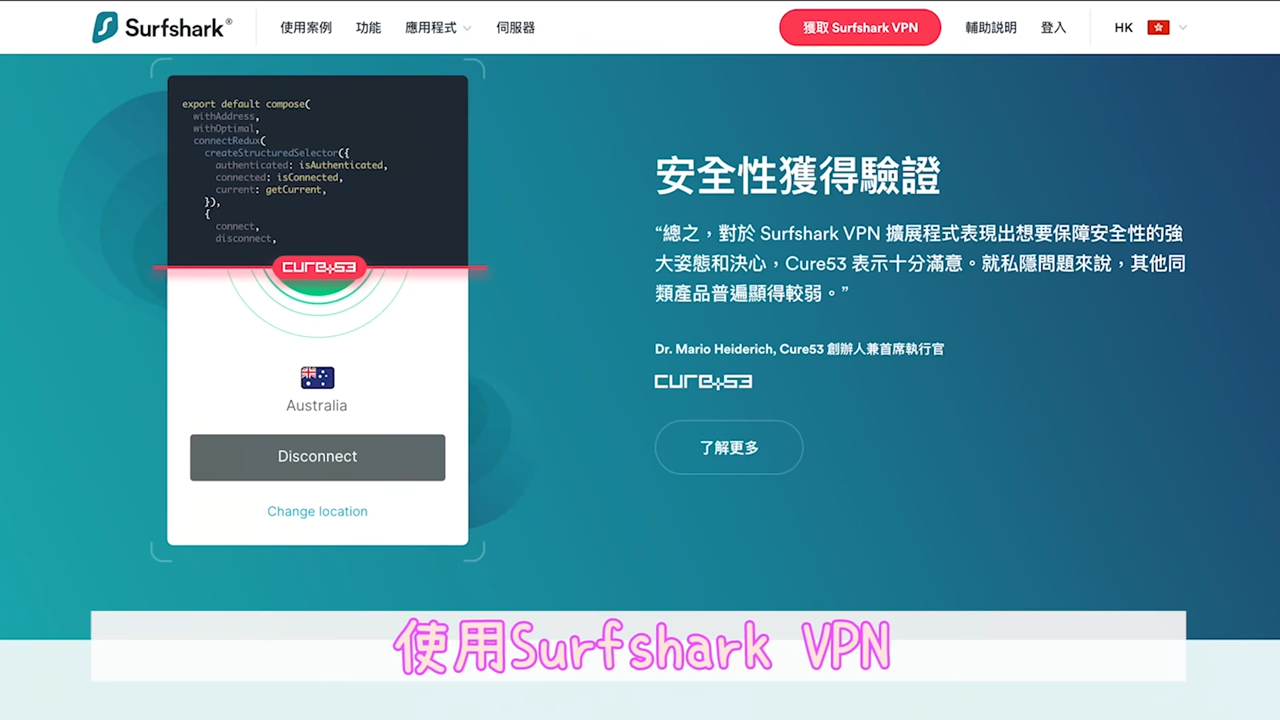 Surfshark®
使用案例 功能 應用程式 伺服器 獲取 Surfshark VPN 輔助説明 登入 HK
export default compose(
withAddress,
withOptimal,
connectRedux(
createStructuredSelector({
authenticated: isAuthenticated,
connected: isConnected,
current: getCurrent,
}),
{
connect,
disconnect,
cure53
Australia
Disconnect
Change location
安全性獲得驗證
“總之，對於 Surfshark VPN 擴展程式表現出想要保障安全性的強
大姿態和決心，Cure53 表示十分滿意。就私隱問題來說，其他同
類產品普遍顯得較弱。”
Dr. Mario Heiderich, Cure53 創辦人兼首席執行官
cure53
了解更多
使用Surfshark VPN